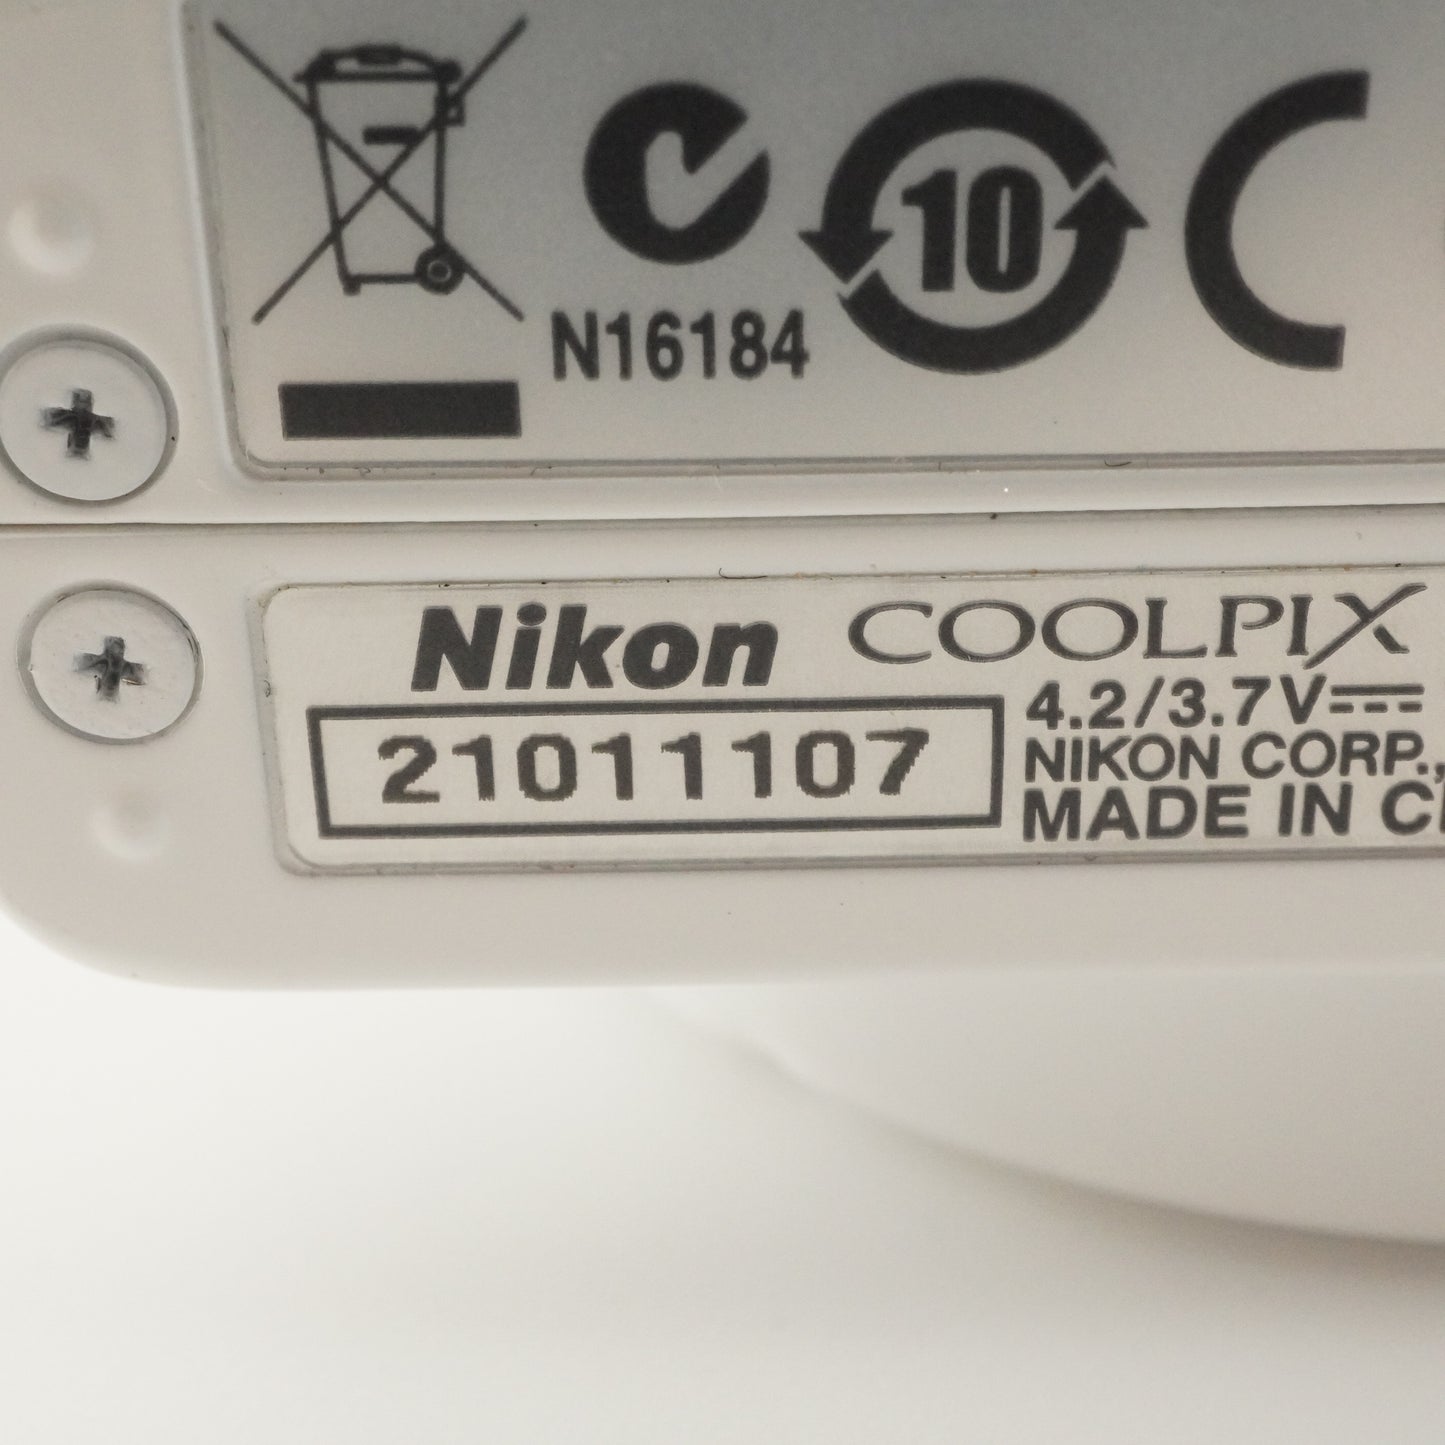 10
N16184
Nikon COOLPIX
21011107
4.2/3.7V
NIKON CORP.,
MADE IN